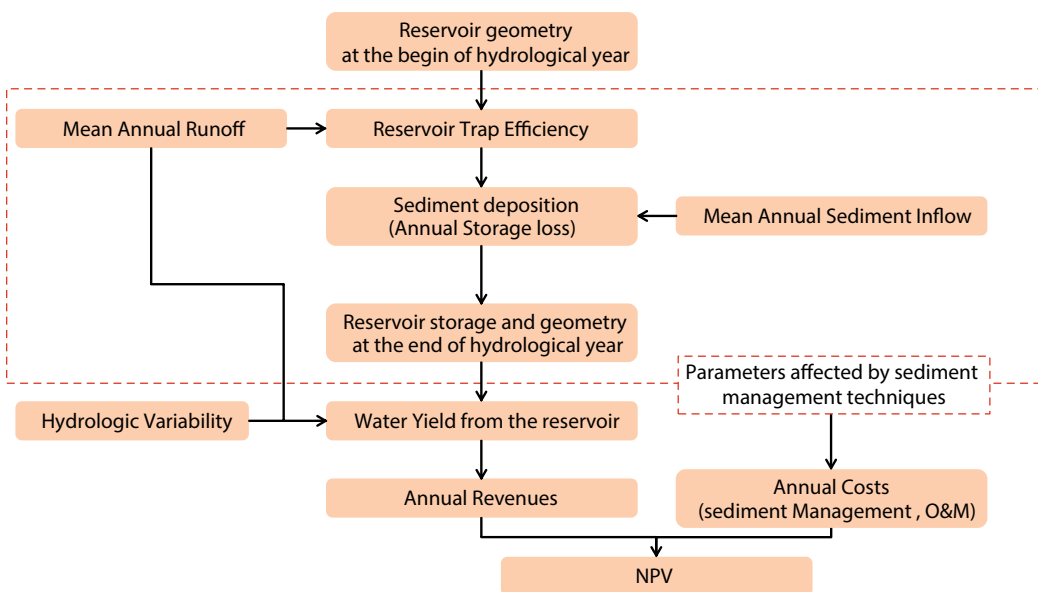 Reservoir geometry
at the begin of hydrological year
Mean Annual Runoff
Reservoir Trap Efficiency
Sediment deposition
(Annual Storage loss)
Mean Annual Sediment Inflow
Reservoir storage and geometry
at the end of hydrological year
Parameters affected by sediment
management techniques
Hydrologic Variability
Water Yield from the reservoir
Annual Revenues
Annual Costs
(sediment Management , O&M)
NPV